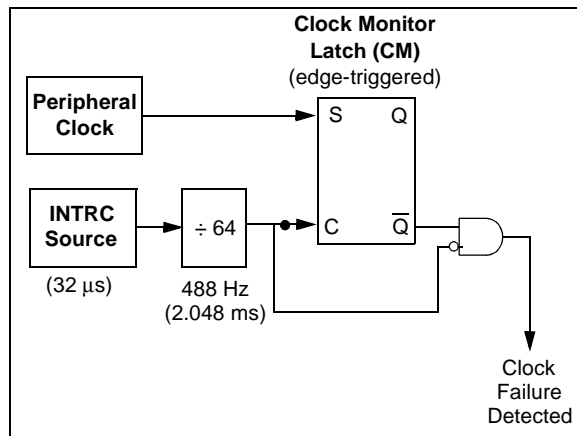 Clock Monitor
Latch (CM)
(edge-triggered)
Peripheral
Clock
S Q
INTRC
Source
(32 μs)
÷ 64
488 Hz
(2.048 ms)
C Q̅
Clock
Failure
Detected